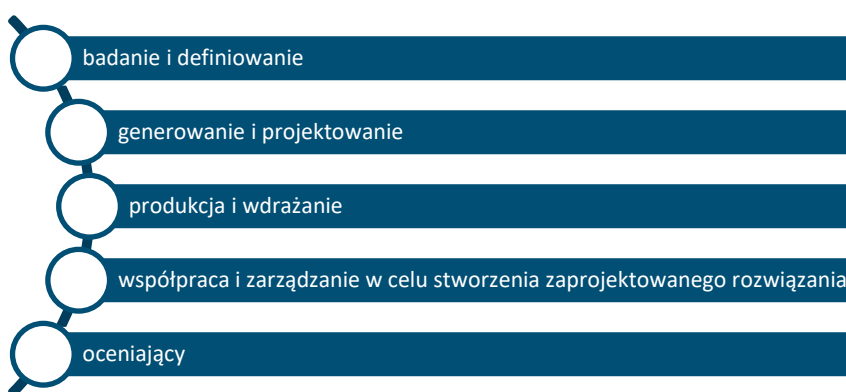 badanie i definiowanie
generowanie i projektowanie
produkcja i wdrażanie
współpraca i zarządzanie w celu stworzenia zaprojektowanego rozwiązania
oceniający